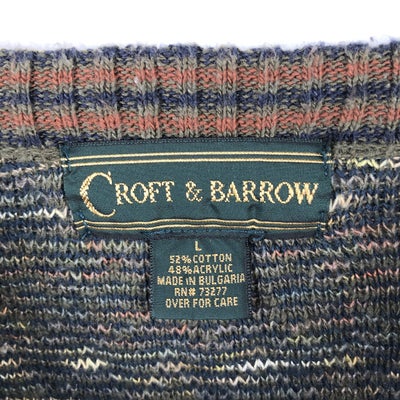 CROFT & BARROW
L
52% COTTON
48% ACRYLIC
MADE IN BULGARIA
RN# 73277
OVER FOR CARE